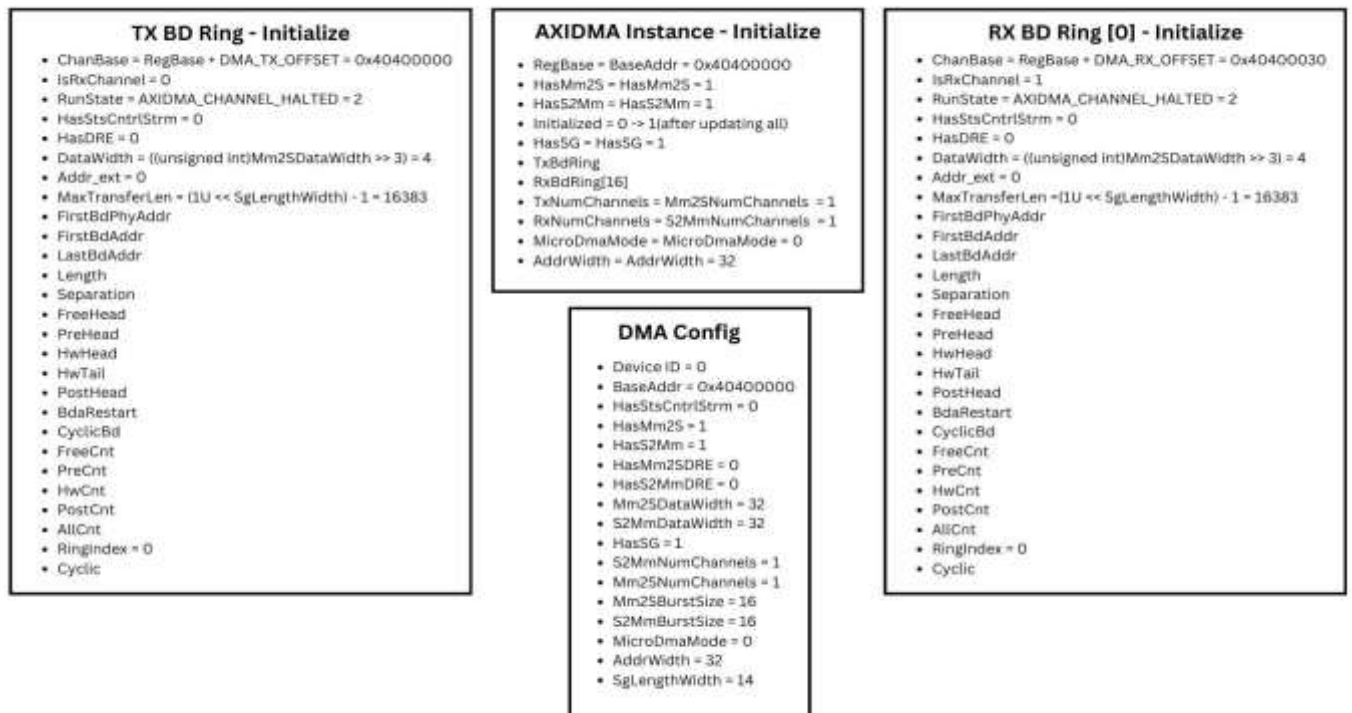 TX BD Ring - Initialize
• ChanBase = RegBase + DMA_TX_OFFSET = 0x40400000
• IsRxChannel = 0
• RunState = AXIDMA_CHANNEL_HALTED = 2
• HasStsCntrlStrm = 0
• HasDRE = 0
• DataWidth = ((unsigned int)Mm2SDataWidth >> 3) = 4
• Addr_ext = 0
• MaxTransferLen = (1U << SgLengthWidth) - 1 = 16383
• FirstBdPhyAddr
• FirstBdAddr
• LastBdAddr
• Length
• Separation
• FreeHead
• PreHead
• HwHead
• HwTail
• PostHead
• BdaRestart
• CyclicBd
• FreeCnt
• PreCnt
• HwCnt
• PostCnt
• AllCnt
• RingIndex = 0
• Cyclic
AXIDMA Instance - Initialize
• RegBase = BaseAddr = 0x40400000
• HasMm2S = HasMm2S = 1
• HasS2Mm = HasS2Mm = 1
• Initialized = 0 -> 1(after updating all)
• HasSG = HasSG = 1
• TxBdRing
• RxBdRing[16]
• TxNumChannels = Mm2SNumChannels = 1
• RxNumChannels = S2MmNumChannels = 1
• MicroDmaMode = MicroDmaMode = 0
• AddrWidth = AddrWidth = 32
DMA Config
• Device ID = 0
• BaseAddr = 0x40400000
• HasStsCntrlStrm = 0
• HasMm2S = 1
• HasS2Mm = 1
• HasMm2SDRE = 0
• HasS2MmDRE = 0
• Mm2SDataWidth = 32
• S2MmDataWidth = 32
• HasSG = 1
• S2MmNumChannels = 1
• Mm2SNumChannels = 1
• Mm2SBurstSize = 16
• S2MmBurstSize = 16
• MicroDmaMode = 0
• AddrWidth = 32
• SgLengthWidth = 14
RX BD Ring [0] - Initialize
• ChanBase = RegBase + DMA_RX_OFFSET = 0x40400030
• IsRxChannel = 1
• RunState = AXIDMA_CHANNEL_HALTED = 2
• HasStsCntrlStrm = 0
• HasDRE = 0
• DataWidth = ((unsigned int)Mm2SDataWidth >> 3) = 4
• Addr_ext = 0
• MaxTransferLen =(1U << SgLengthWidth) - 1 = 16383
• FirstBdPhyAddr
• FirstBdAddr
• LastBdAddr
• Length
• Separation
• FreeHead
• PreHead
• HwHead
• HwTail
• PostHead
• BdaRestart
• CyclicBd
• FreeCnt
• PreCnt
• HwCnt
• PostCnt
• AllCnt
• RingIndex = 0
• Cyclic